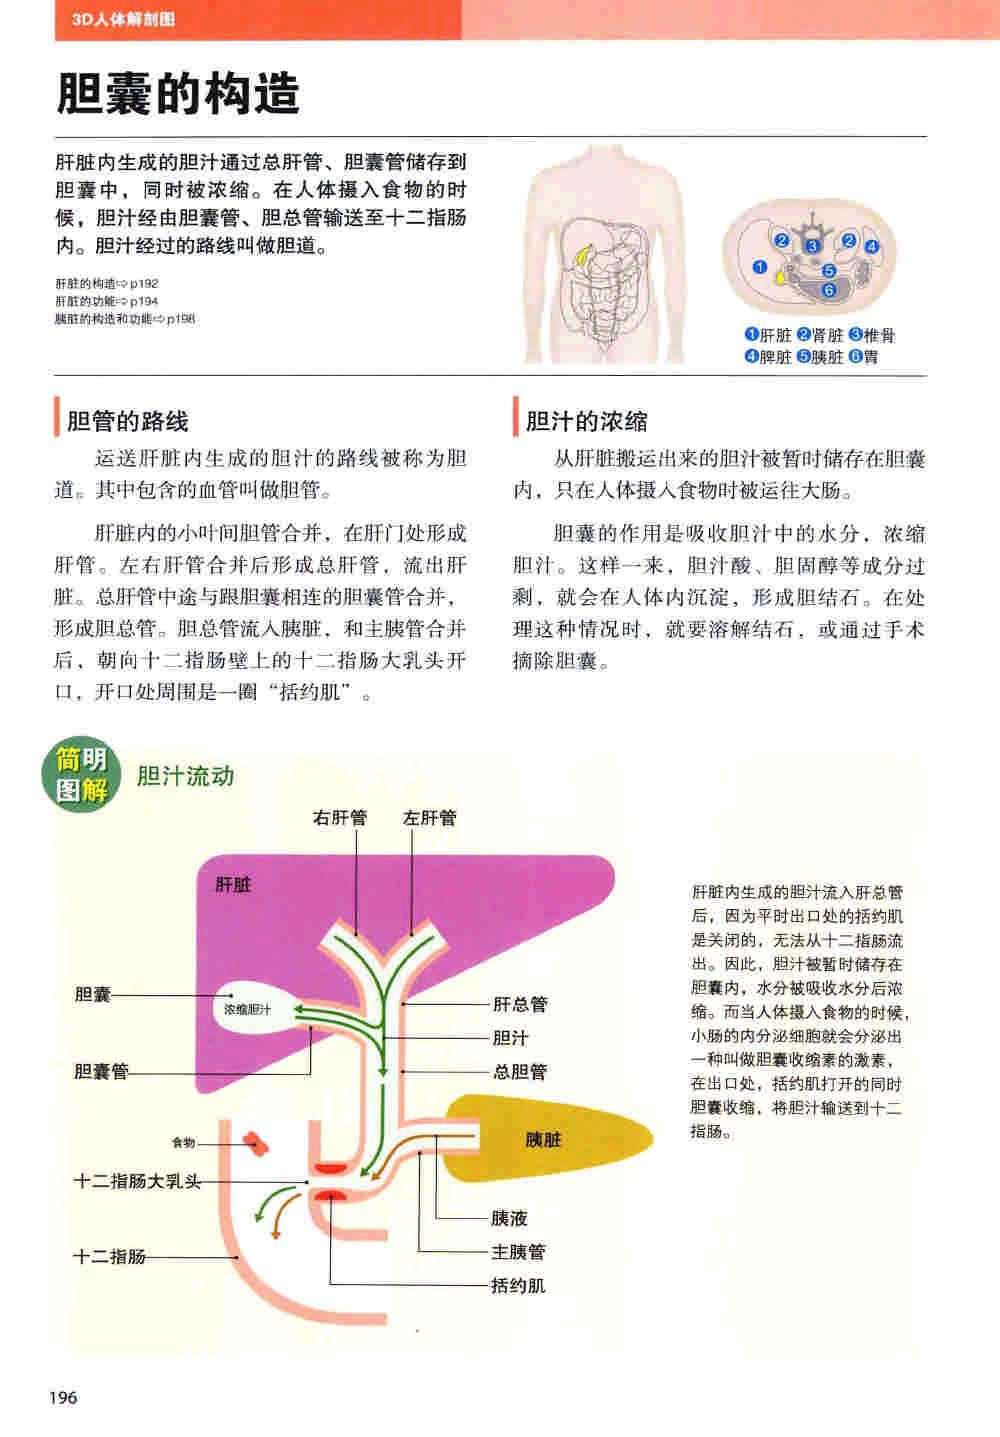 3D人体解剖图
胆囊的构造
肝脏内生成的胆汁通过总肝管、胆囊管储存到
胆囊中，同时被浓缩。在人体摄入食物的时
候，胆汁经由胆囊管、胆总管输送至十二指肠
内。胆汁经过的路线叫做胆道。
肝脏的构造⇨p192
肝脏的功能⇨p194
胰脏的构造和功能⇨p198
❶肝脏 ❷肾脏 ❸椎骨
❹脾脏 ❺胰脏 ❻胃
胆管的路线
运送肝脏内生成的胆汁的路线被称为胆
道。其中包含的血管叫做胆管。
肝脏内的小叶间胆管合并，在肝门处形成
肝管。左右肝管合并后形成总肝管，流出肝
脏。总肝管中途与跟胆囊相连的胆囊管合并，
形成胆总管。胆总管流入胰脏，和主胰管合并
后，朝向十二指肠壁上的十二指肠大乳头开
口，开口处周围是一圈“括约肌”。
胆汁的浓缩
从肝脏搬运出来的胆汁被暂时储存在胆囊
内，只在人体摄入食物时被运往大肠。
胆囊的作用是吸收胆汁中的水分，浓缩
胆汁。这样一来，胆汁酸、胆固醇等成分过
剩，就会在人体内沉淀，形成胆结石。在处
理这种情况时，就要溶解结石，或通过手术
摘除胆囊。
简明
图解
胆汁流动
右肝管
左肝管
肝脏
胆囊
浓缩胆汁
肝总管
胆汁
胆囊管
总胆管
食物
胰脏
十二指肠大乳头
胰液
主胰管
十二指肠
括约肌
肝脏内生成的胆汁流入肝总管
后，因为平时出口处的括约肌
是关闭的，无法从十二指肠流
出。因此，胆汁被暂时储存在
胆囊内，水分被吸收水分后浓
缩。而当人体摄入食物的时候，
小肠的内分泌细胞就会分泌出
一种叫做胆囊收缩素的激素，
在出口处，括约肌打开的同时
胆囊收缩，将胆汁输送到十二
指肠。
196